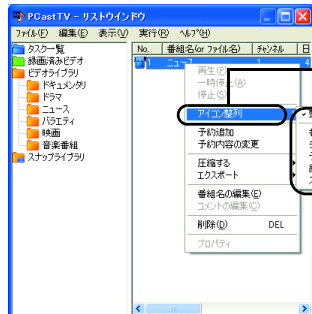 PCastTV - リストウィンドウ
ファイル(F) 編集(E) 表示(V) 実行(R) ヘルプ(H)
タスク一覧
録画済みビデオ
ビデオライブラリ
ドキュメンタリ
ドラマ
ニュース
バラエティ
映画
音楽番組
スナップライブラリ
No. 番組名(or ファイル名) チャンネル 日
ニュース 1 4
再生(P)
一時停止(A)
停止(S)
アイコン整列
予約追加
予約内容の変更
圧縮する
エクスポート
番組名の編集(E)
コメントの編集(C)
削除(D) DEL
プロパティ